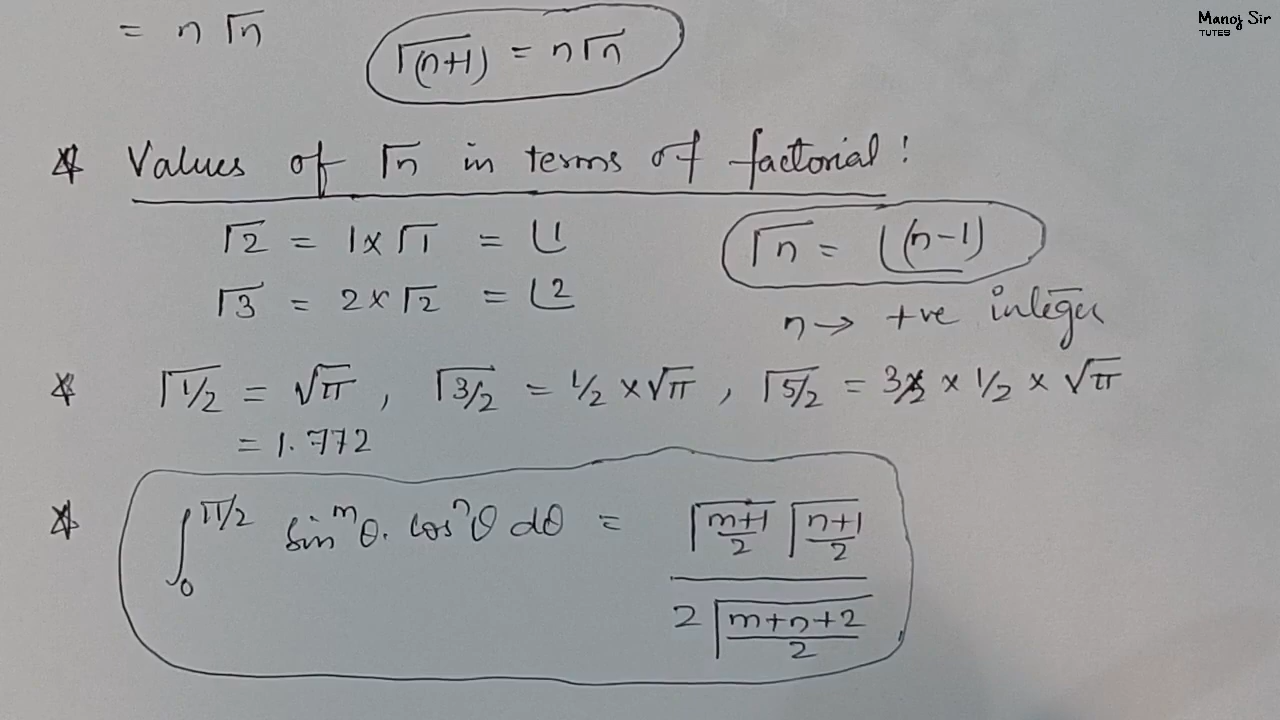 Manoj Sir
TUTES
= n Γn
Γ(n+1) = n Γn
* Values of Γn in terms of factorial :
Γ2 = 1 x Γ1 = ⌊1
Γ3 = 2 x Γ2 = ⌊2
Γn = ⌊(n-1)
n → +ve integer
* Γ1/2 = √π , Γ3/2 = 1/2 x √π , Γ5/2 = 3/2 x 1/2 x √π
= 1.772
* ∫₀^π/2 sin^m θ. cos^n θ dθ = Γ(m+1)/2 Γ(n+1)/2 / 2 Γ(m+n+2)/2